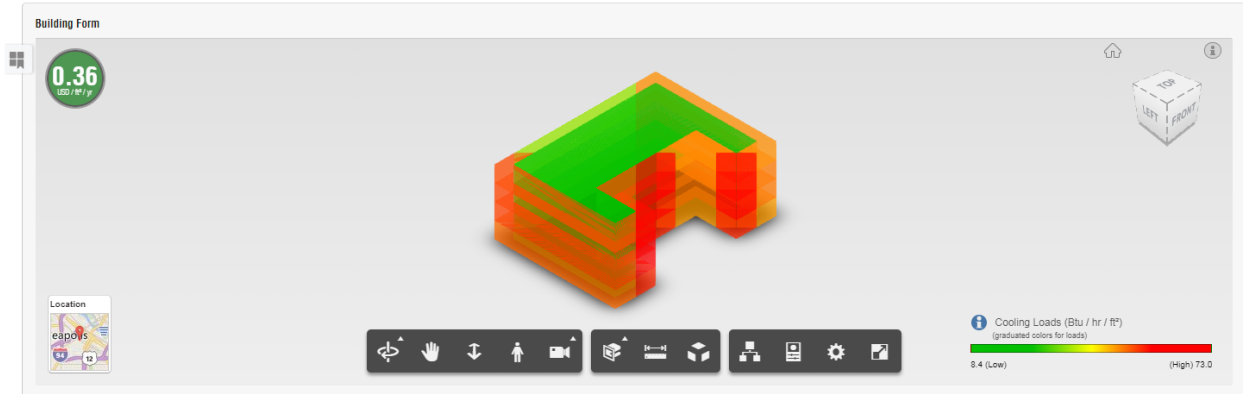 Building Form
0.36
USD / ft² / yr
TOP
LEFT
FRONT
Location
eapolis
94
12
Cooling Loads (Btu / hr / ft²)
(graduated colors for loads)
8.4 (Low)
(High) 73.0